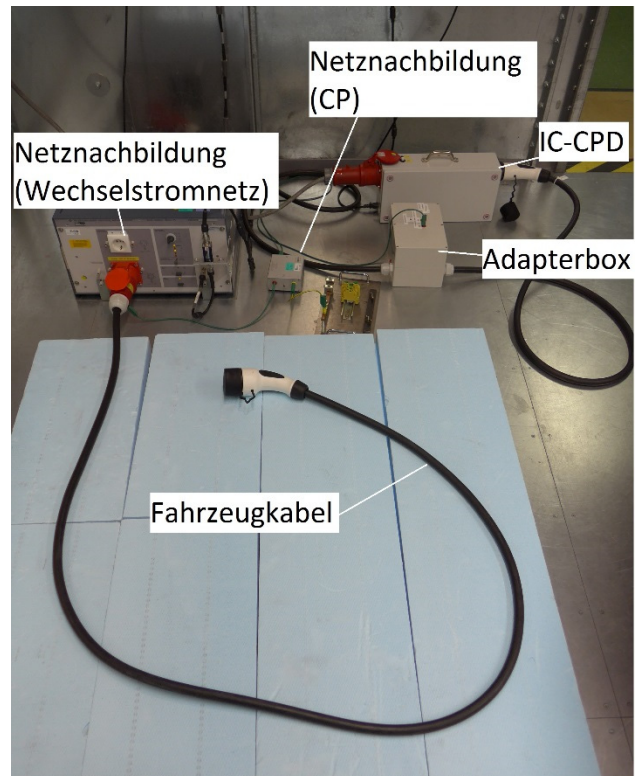 Netznachbildung
(CP)
IC-CPD
Netznachbildung
(Wechselstromnetz)
Adapterbox
Fahrzeugkabel